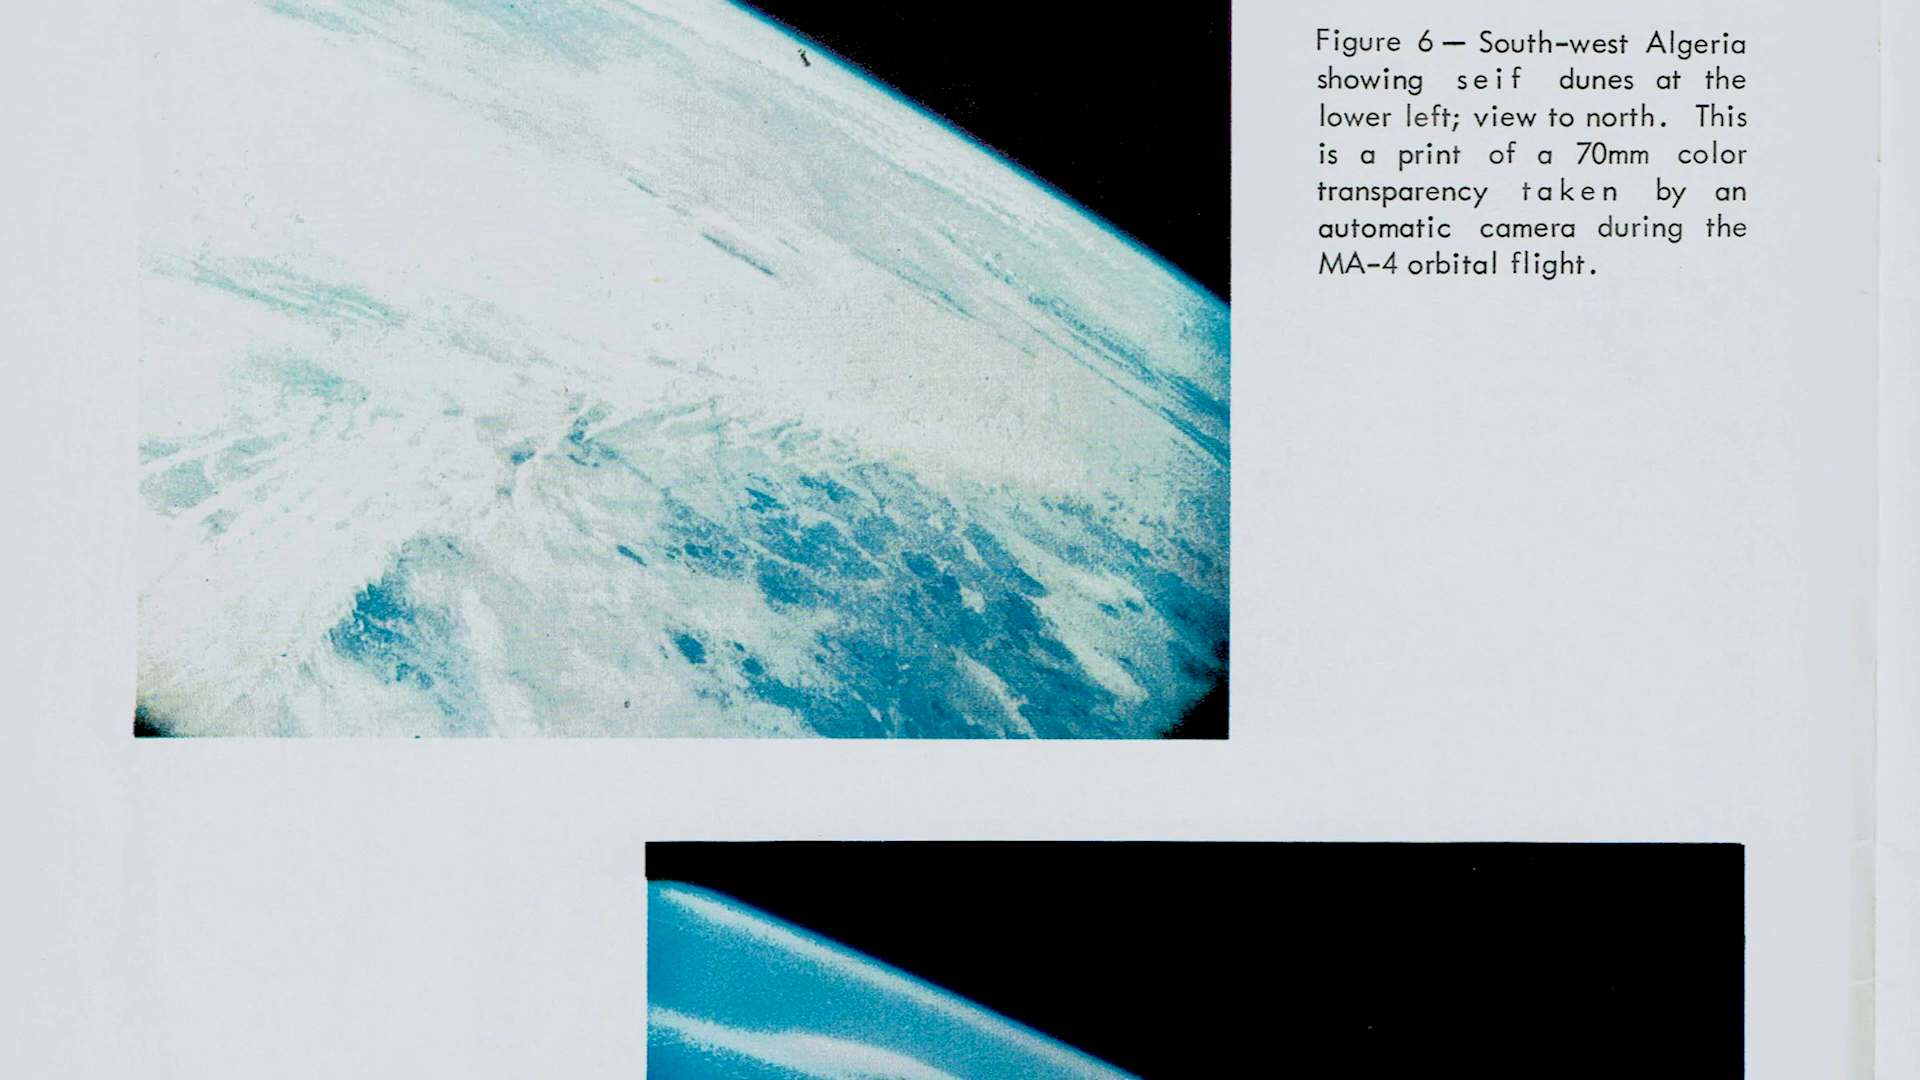 Figure 6 — South-west Algeria
showing seif dunes at the
lower left; view to north. This
is a print of a 70mm color
transparency taken by an
automatic camera during the
MA-4 orbital flight.